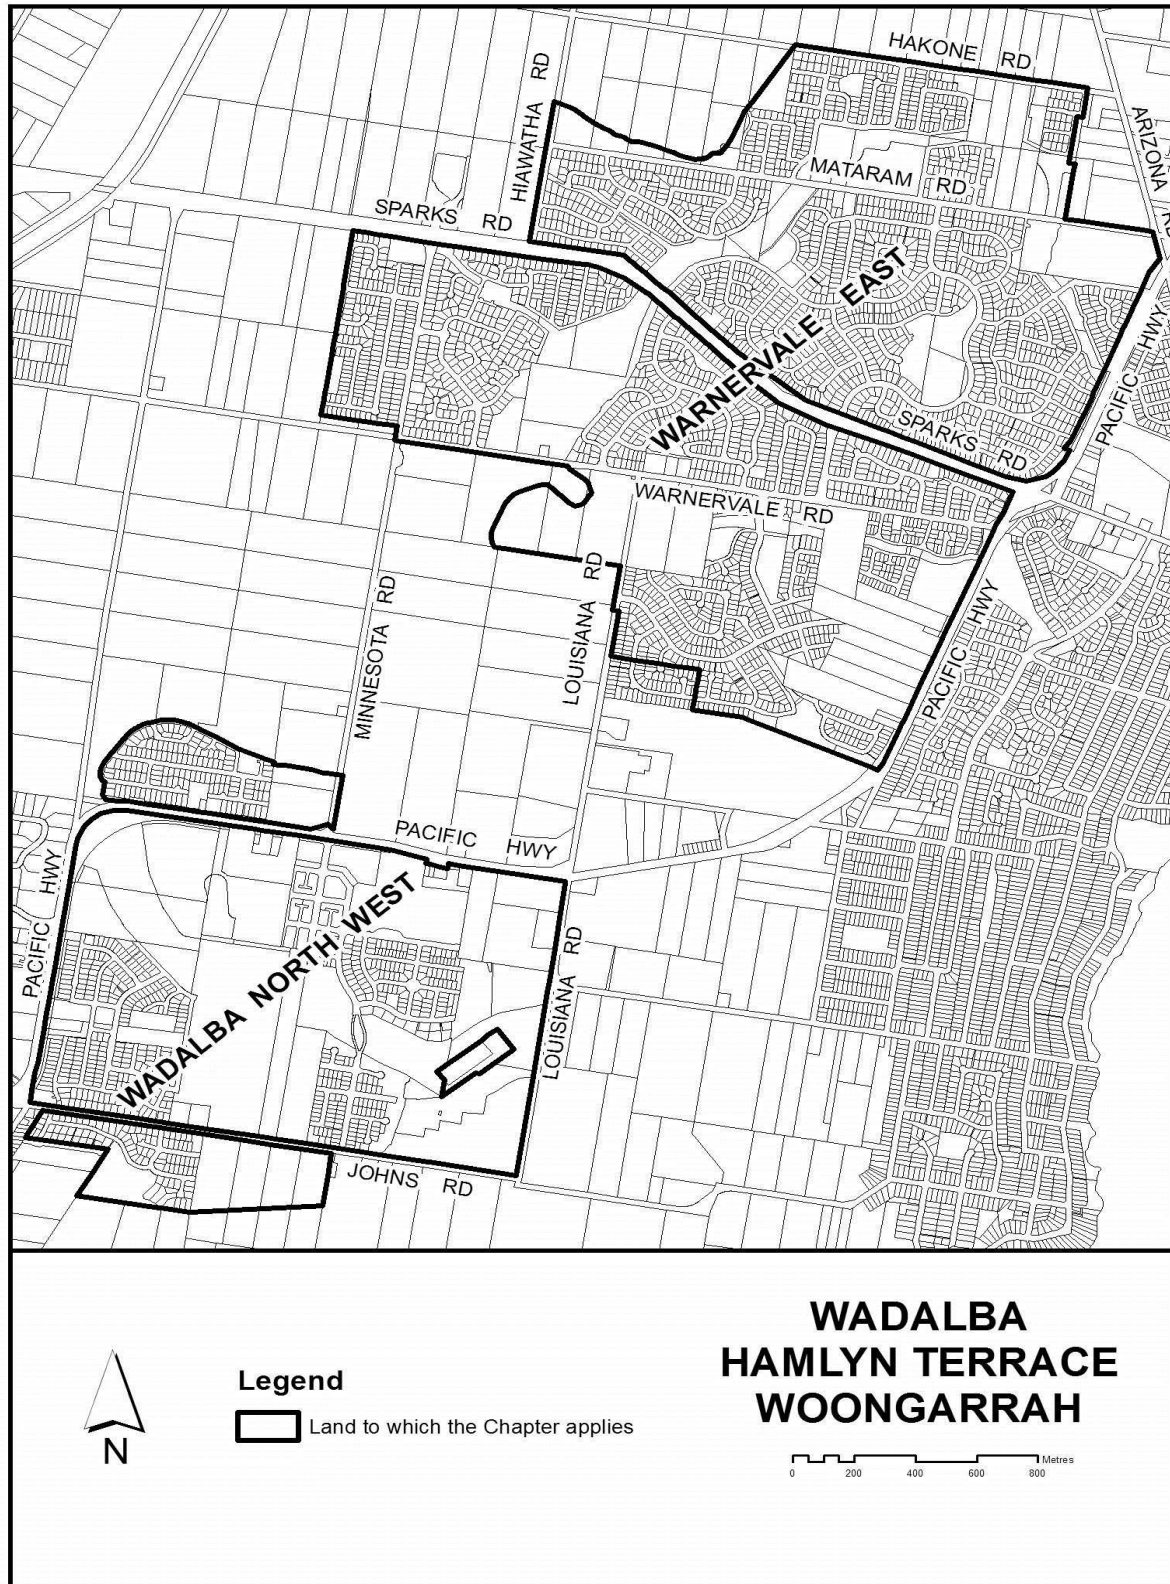 HAKONE RD
HIAWATHA RD
ARIZONA RD
MATARAM RD
SPARKS RD
WARNERVALE EAST
PACIFIC HWY
SPARKS RD
WARNERVALE RD
LOUISIANA RD
MINNESOTA RD
PACIFIC HWY
PACIFIC HWY
PACIFIC HWY
WADALBA NORTH WEST
LOUISIANA RD
JOHNS RD
WADALBA
HAMLYN TERRACE
WOONGARRAH
Legend
Land to which the Chapter applies
N
Metres
0 200 400 600 800